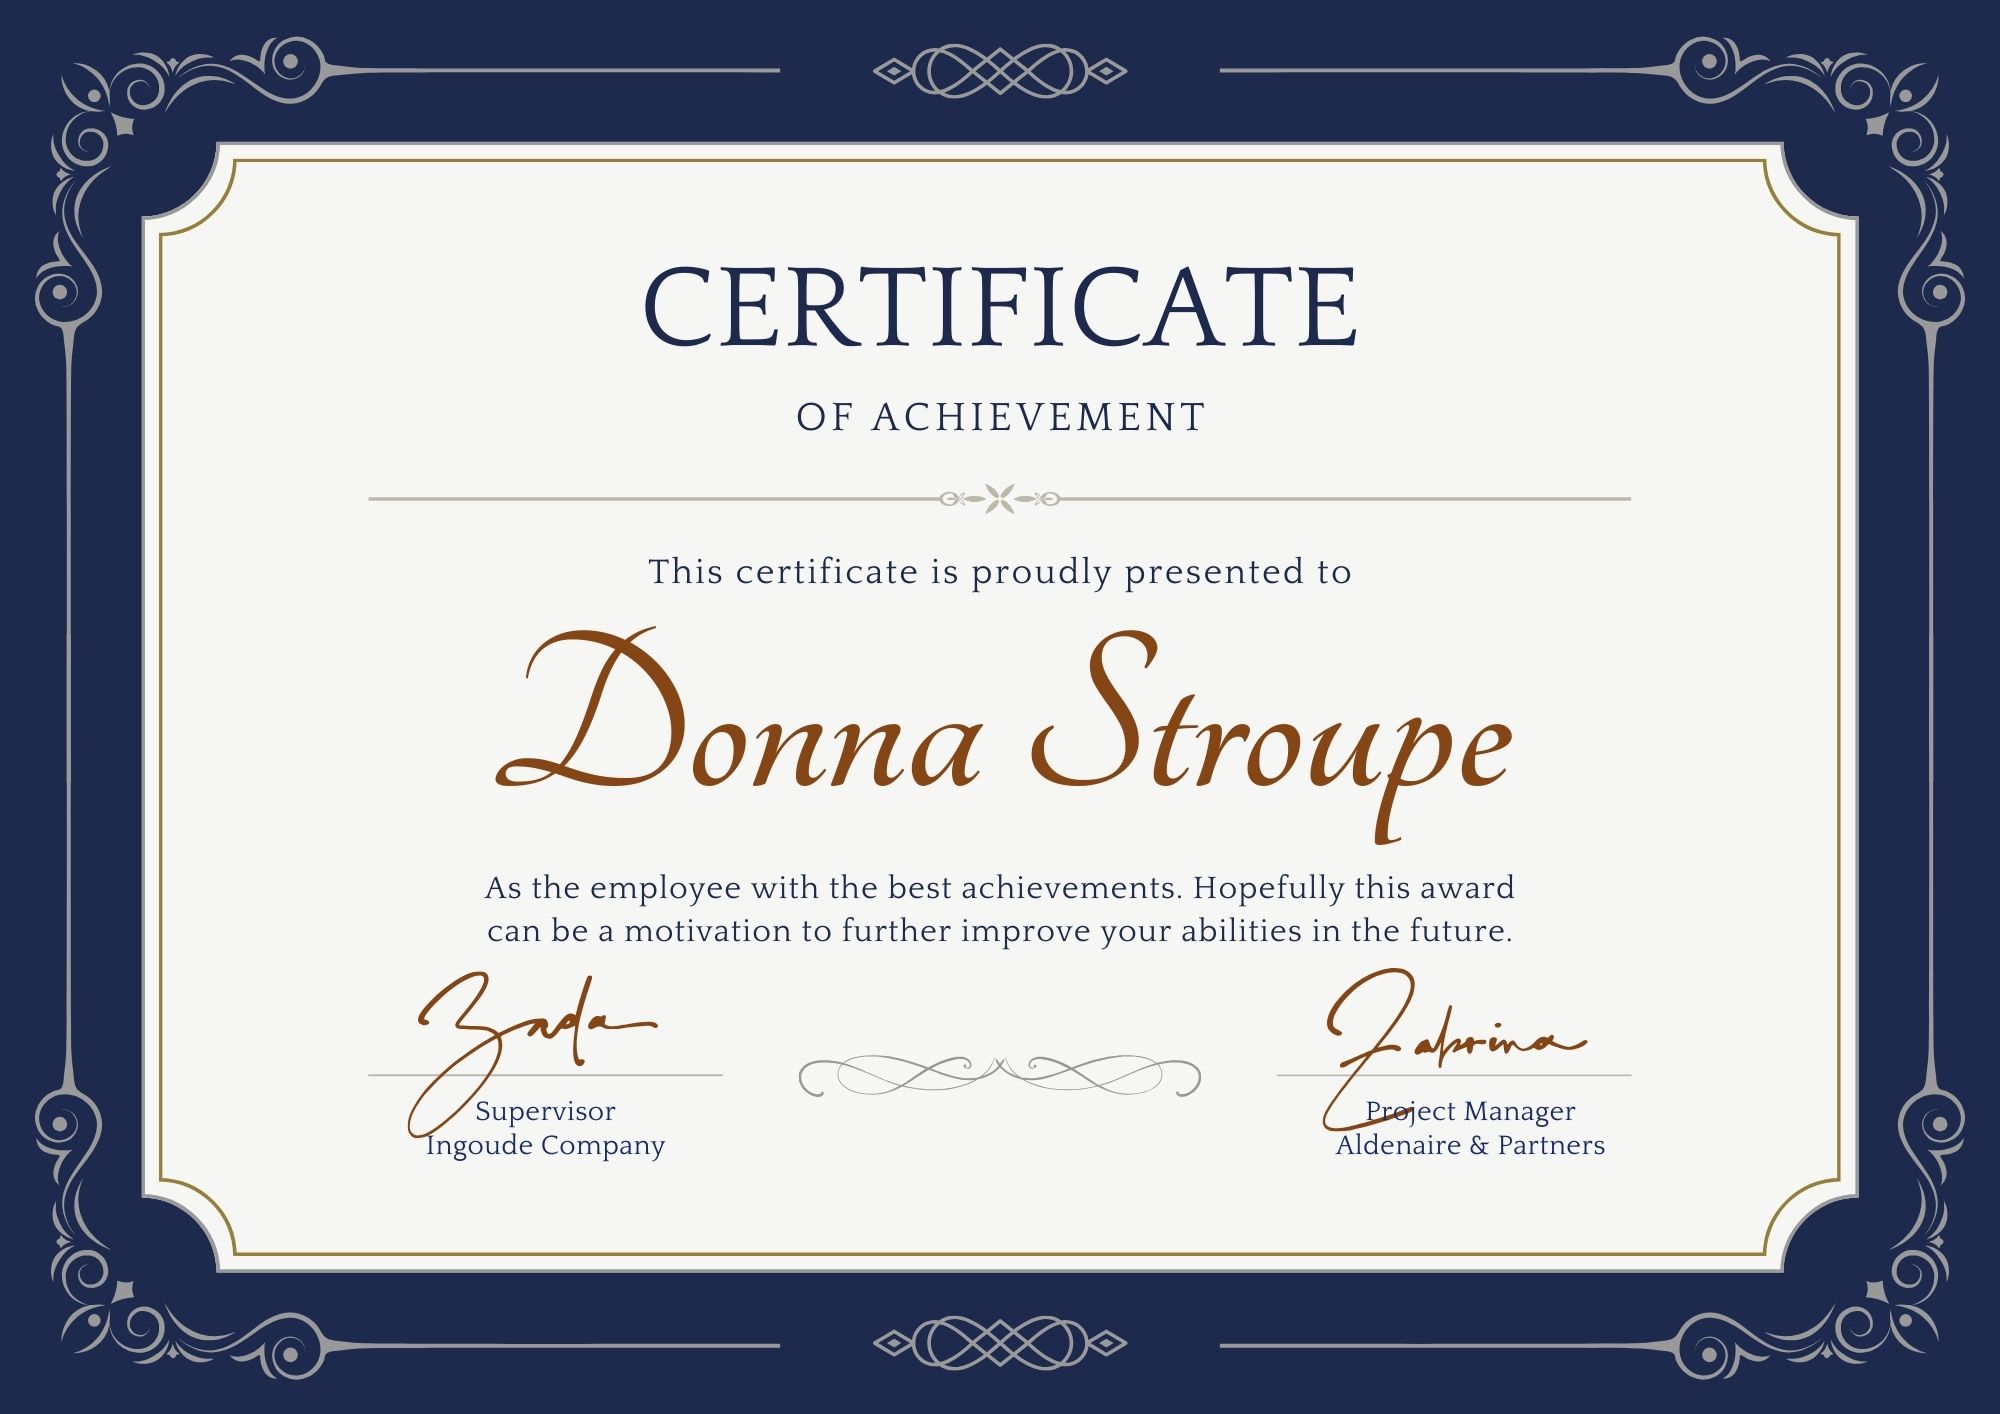 CERTIFICATE
OF ACHIEVEMENT
This certificate is proudly presented to
Donna Stroupe
As the employee with the best achievements. Hopefully this award
can be a motivation to further improve your abilities in the future.
Zada
Supervisor
Ingoude Company
Zabrina
Project Manager
Aldenaire & Partners